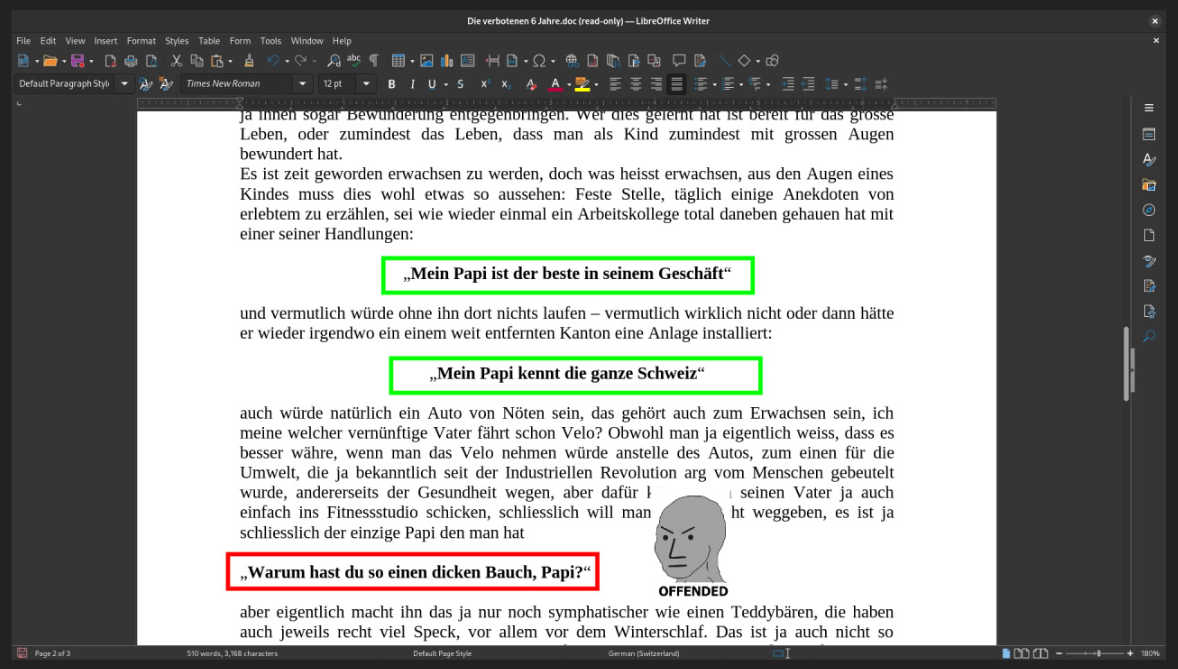 Die verbotenen 6 Jahre.doc (read-only) — LibreOffice Writer
File Edit View Insert Format Styles Table Form Tools Window Help
Default Paragraph Styl Times New Roman 12 pt
ja ihnen sogar Bewunderung entgegenbringen. Wer dies gelernt hat ist bereit für das grosse
Leben, oder zumindest das Leben, dass man als Kind zumindest mit grossen Augen
bewundert hat.
Es ist zeit geworden erwachsen zu werden, doch was heisst erwachsen, aus den Augen eines
Kindes muss dies wohl etwas so aussehen: Feste Stelle, täglich einige Anekdoten von
erlebtem zu erzählen, sei wie wieder einmal ein Arbeitskollege total daneben gehauen hat mit
einer seiner Handlungen:
„Mein Papi ist der beste in seinem Geschäft“
und vermutlich würde ohne ihn dort nichts laufen – vermutlich wirklich nicht oder dann hätte
er wieder irgendwo ein einem weit entfernten Kanton eine Anlage installiert:
„Mein Papi kennt die ganze Schweiz“
auch würde natürlich ein Auto von Nöten sein, das gehört auch zum Erwachsen sein, ich
meine welcher vernünftige Vater fährt schon Velo? Obwohl man ja eigentlich weiss, dass es
besser währe, wenn man das Velo nehmen würde anstelle des Autos, zum einen für die
Umwelt, die ja bekanntlich seit der Industriellen Revolution arg vom Menschen gebeutelt
wurde, andererseits der Gesundheit wegen, aber dafür seinen Vater ja auch
einfach ins Fitnessstudio schicken, schliesslich will man ht weggeben, es ist ja
schliesslich der einzige Papi den man hat
„Warum hast du so einen dicken Bauch, Papi?“
OFFENDED
aber eigentlich macht ihn das ja nur noch symphatischer wie einen Teddybären, die haben
auch jeweils recht viel Speck, vor allem vor dem Winterschlaf. Das ist ja auch nicht so
Page 2 of 3 510 words, 3,168 characters Default Page Style German (Switzerland) 180%